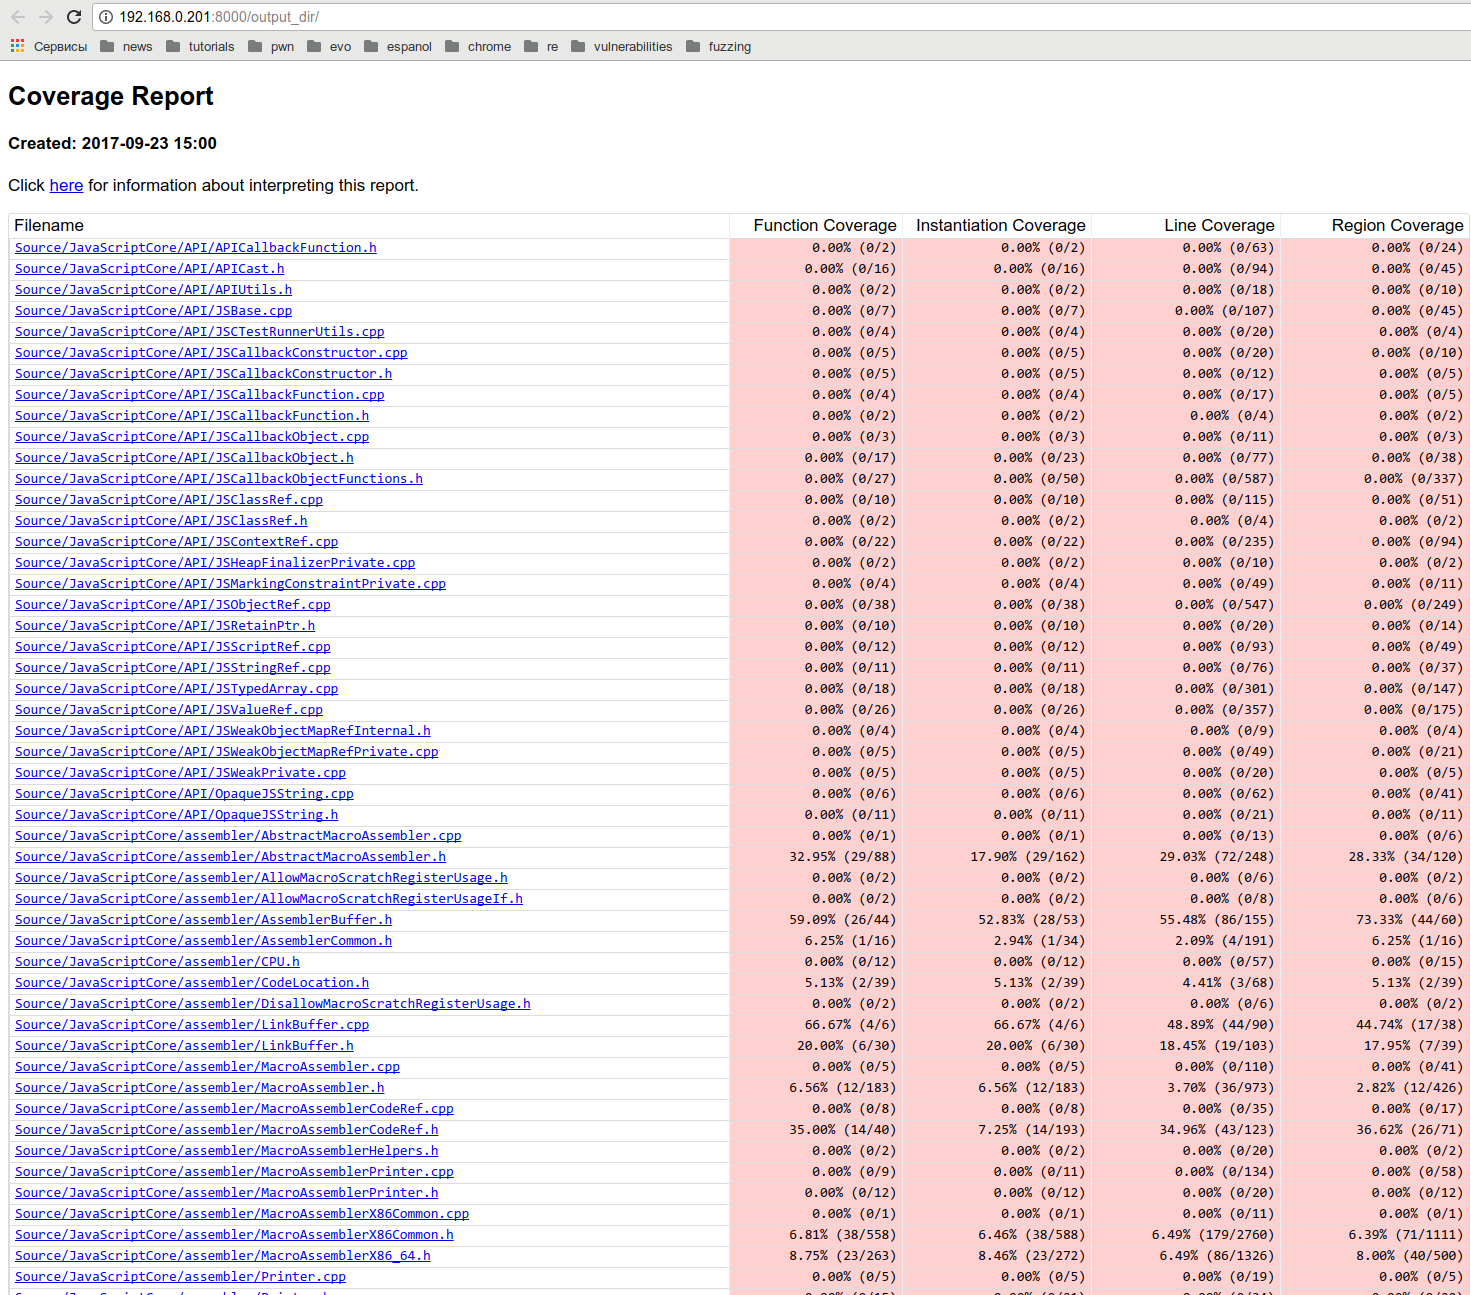 192.168.0.201:8000/output_dir/
Сервисы news tutorials pwn evo espanol chrome re vulnerabilities fuzzing
Coverage Report
Created: 2017-09-23 15:00
Click here for information about interpreting this report.
Filename Function Coverage Instantiation Coverage Line Coverage Region Coverage
Source/JavaScriptCore/API/APICallbackFunction.h 0.00% (0/2) 0.00% (0/2) 0.00% (0/63) 0.00% (0/24)
Source/JavaScriptCore/API/APICast.h 0.00% (0/16) 0.00% (0/16) 0.00% (0/94) 0.00% (0/45)
Source/JavaScriptCore/API/APIUtils.h 0.00% (0/2) 0.00% (0/2) 0.00% (0/18) 0.00% (0/10)
Source/JavaScriptCore/API/JSBase.cpp 0.00% (0/7) 0.00% (0/7) 0.00% (0/107) 0.00% (0/45)
Source/JavaScriptCore/API/JSCTestRunnerUtils.cpp 0.00% (0/4) 0.00% (0/4) 0.00% (0/20) 0.00% (0/4)
Source/JavaScriptCore/API/JSCallbackConstructor.cpp 0.00% (0/5) 0.00% (0/5) 0.00% (0/20) 0.00% (0/10)
Source/JavaScriptCore/API/JSCallbackConstructor.h 0.00% (0/5) 0.00% (0/5) 0.00% (0/12) 0.00% (0/5)
Source/JavaScriptCore/API/JSCallbackFunction.cpp 0.00% (0/4) 0.00% (0/4) 0.00% (0/17) 0.00% (0/5)
Source/JavaScriptCore/API/JSCallbackFunction.h 0.00% (0/2) 0.00% (0/2) 0.00% (0/4) 0.00% (0/2)
Source/JavaScriptCore/API/JSCallbackObject.cpp 0.00% (0/3) 0.00% (0/3) 0.00% (0/11) 0.00% (0/3)
Source/JavaScriptCore/API/JSCallbackObject.h 0.00% (0/17) 0.00% (0/23) 0.00% (0/77) 0.00% (0/38)
Source/JavaScriptCore/API/JSCallbackObjectFunctions.h 0.00% (0/27) 0.00% (0/50) 0.00% (0/587) 0.00% (0/337)
Source/JavaScriptCore/API/JSClassRef.cpp 0.00% (0/10) 0.00% (0/10) 0.00% (0/115) 0.00% (0/51)
Source/JavaScriptCore/API/JSClassRef.h 0.00% (0/2) 0.00% (0/2) 0.00% (0/4) 0.00% (0/2)
Source/JavaScriptCore/API/JSContextRef.cpp 0.00% (0/22) 0.00% (0/22) 0.00% (0/235) 0.00% (0/94)
Source/JavaScriptCore/API/JSHeapFinalizerPrivate.cpp 0.00% (0/2) 0.00% (0/2) 0.00% (0/10) 0.00% (0/2)
Source/JavaScriptCore/API/JSMarkingConstraintPrivate.cpp 0.00% (0/4) 0.00% (0/4) 0.00% (0/49) 0.00% (0/11)
Source/JavaScriptCore/API/JSObjectRef.cpp 0.00% (0/38) 0.00% (0/38) 0.00% (0/547) 0.00% (0/249)
Source/JavaScriptCore/API/JSRetainPtr.h 0.00% (0/10) 0.00% (0/10) 0.00% (0/20) 0.00% (0/14)
Source/JavaScriptCore/API/JSScriptRef.cpp 0.00% (0/12) 0.00% (0/12) 0.00% (0/93) 0.00% (0/49)
Source/JavaScriptCore/API/JSStringRef.cpp 0.00% (0/11) 0.00% (0/11) 0.00% (0/76) 0.00% (0/37)
Source/JavaScriptCore/API/JSTypedArray.cpp 0.00% (0/18) 0.00% (0/18) 0.00% (0/301) 0.00% (0/147)
Source/JavaScriptCore/API/JSValueRef.cpp 0.00% (0/26) 0.00% (0/26) 0.00% (0/357) 0.00% (0/175)
Source/JavaScriptCore/API/JSWeakObjectMapRefInternal.h 0.00% (0/4) 0.00% (0/4) 0.00% (0/9) 0.00% (0/4)
Source/JavaScriptCore/API/JSWeakObjectMapRefPrivate.cpp 0.00% (0/5) 0.00% (0/5) 0.00% (0/49) 0.00% (0/21)
Source/JavaScriptCore/API/JSWeakPrivate.cpp 0.00% (0/5) 0.00% (0/5) 0.00% (0/20) 0.00% (0/5)
Source/JavaScriptCore/API/OpaqueJSString.cpp 0.00% (0/6) 0.00% (0/6) 0.00% (0/62) 0.00% (0/41)
Source/JavaScriptCore/API/OpaqueJSString.h 0.00% (0/11) 0.00% (0/11) 0.00% (0/21) 0.00% (0/11)
Source/JavaScriptCore/assembler/AbstractMacroAssembler.cpp 0.00% (0/1) 0.00% (0/1) 0.00% (0/13) 0.00% (0/6)
Source/JavaScriptCore/assembler/AbstractMacroAssembler.h 32.95% (29/88) 17.90% (29/162) 29.03% (72/248) 28.33% (34/120)
Source/JavaScriptCore/assembler/AllowMacroScratchRegisterUsage.h 0.00% (0/2) 0.00% (0/2) 0.00% (0/6) 0.00% (0/2)
Source/JavaScriptCore/assembler/AllowMacroScratchRegisterUsageIf.h 0.00% (0/2) 0.00% (0/2) 0.00% (0/8) 0.00% (0/6)
Source/JavaScriptCore/assembler/AssemblerBuffer.h 59.09% (26/44) 52.83% (28/53) 55.48% (86/155) 73.33% (44/60)
Source/JavaScriptCore/assembler/AssemblerCommon.h 6.25% (1/16) 2.94% (1/34) 2.09% (4/191) 6.25% (1/16)
Source/JavaScriptCore/assembler/CPU.h 0.00% (0/12) 0.00% (0/12) 0.00% (0/57) 0.00% (0/15)
Source/JavaScriptCore/assembler/CodeLocation.h 5.13% (2/39) 5.13% (2/39) 4.41% (3/68) 5.13% (2/39)
Source/JavaScriptCore/assembler/DisallowMacroScratchRegisterUsage.h 0.00% (0/2) 0.00% (0/2) 0.00% (0/6) 0.00% (0/2)
Source/JavaScriptCore/assembler/LinkBuffer.cpp 66.67% (4/6) 66.67% (4/6) 48.89% (44/90) 44.74% (17/38)
Source/JavaScriptCore/assembler/LinkBuffer.h 20.00% (6/30) 20.00% (6/30) 18.45% (19/103) 17.95% (7/39)
Source/JavaScriptCore/assembler/MacroAssembler.cpp 0.00% (0/5) 0.00% (0/5) 0.00% (0/110) 0.00% (0/41)
Source/JavaScriptCore/assembler/MacroAssembler.h 6.56% (12/183) 6.56% (12/183) 3.70% (36/973) 2.82% (12/426)
Source/JavaScriptCore/assembler/MacroAssemblerCodeRef.cpp 0.00% (0/8) 0.00% (0/8) 0.00% (0/35) 0.00% (0/17)
Source/JavaScriptCore/assembler/MacroAssemblerCodeRef.h 35.00% (14/40) 7.25% (14/193) 34.96% (43/123) 36.62% (26/71)
Source/JavaScriptCore/assembler/MacroAssemblerHelpers.h 0.00% (0/2) 0.00% (0/2) 0.00% (0/20) 0.00% (0/2)
Source/JavaScriptCore/assembler/MacroAssemblerPrinter.cpp 0.00% (0/9) 0.00% (0/11) 0.00% (0/134) 0.00% (0/58)
Source/JavaScriptCore/assembler/MacroAssemblerPrinter.h 0.00% (0/12) 0.00% (0/12) 0.00% (0/20) 0.00% (0/12)
Source/JavaScriptCore/assembler/MacroAssemblerX86Common.cpp 0.00% (0/1) 0.00% (0/1) 0.00% (0/11) 0.00% (0/1)
Source/JavaScriptCore/assembler/MacroAssemblerX86Common.h 6.81% (38/558) 6.46% (38/588) 6.49% (179/2760) 6.39% (71/1111)
Source/JavaScriptCore/assembler/MacroAssemblerX86_64.h 8.75% (23/263) 8.46% (23/272) 6.49% (86/1326) 8.00% (40/500)
Source/JavaScriptCore/assembler/Printer.cpp 0.00% (0/5) 0.00% (0/5) 0.00% (0/19) 0.00% (0/5)